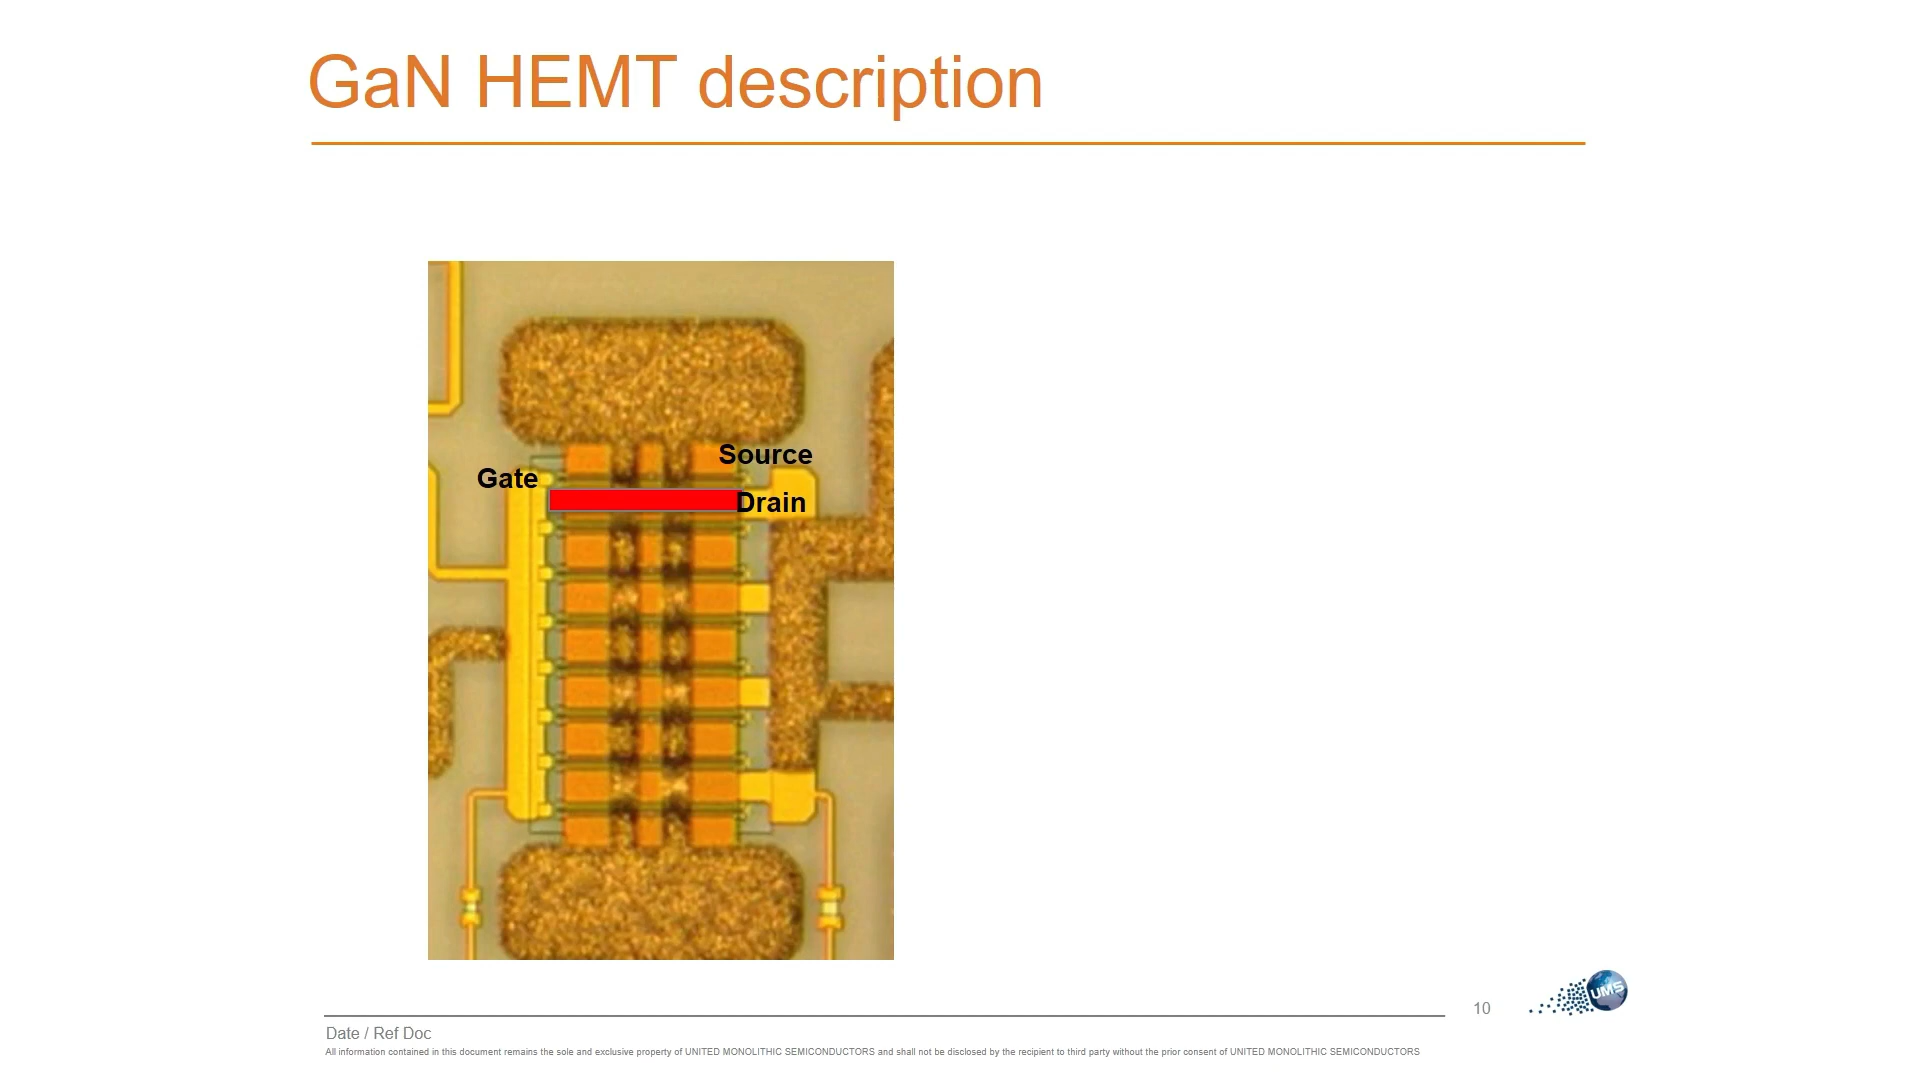 GaN HEMT description
Source
Gate
Drain
10
UMS
Date / Ref Doc
All information contained in this document remains the sole and exclusive property of UNITED MONOLITHIC SEMICONDUCTORS and shall not be disclosed by the recipient to third party without the prior consent of UNITED MONOLITHIC SEMICONDUCTORS